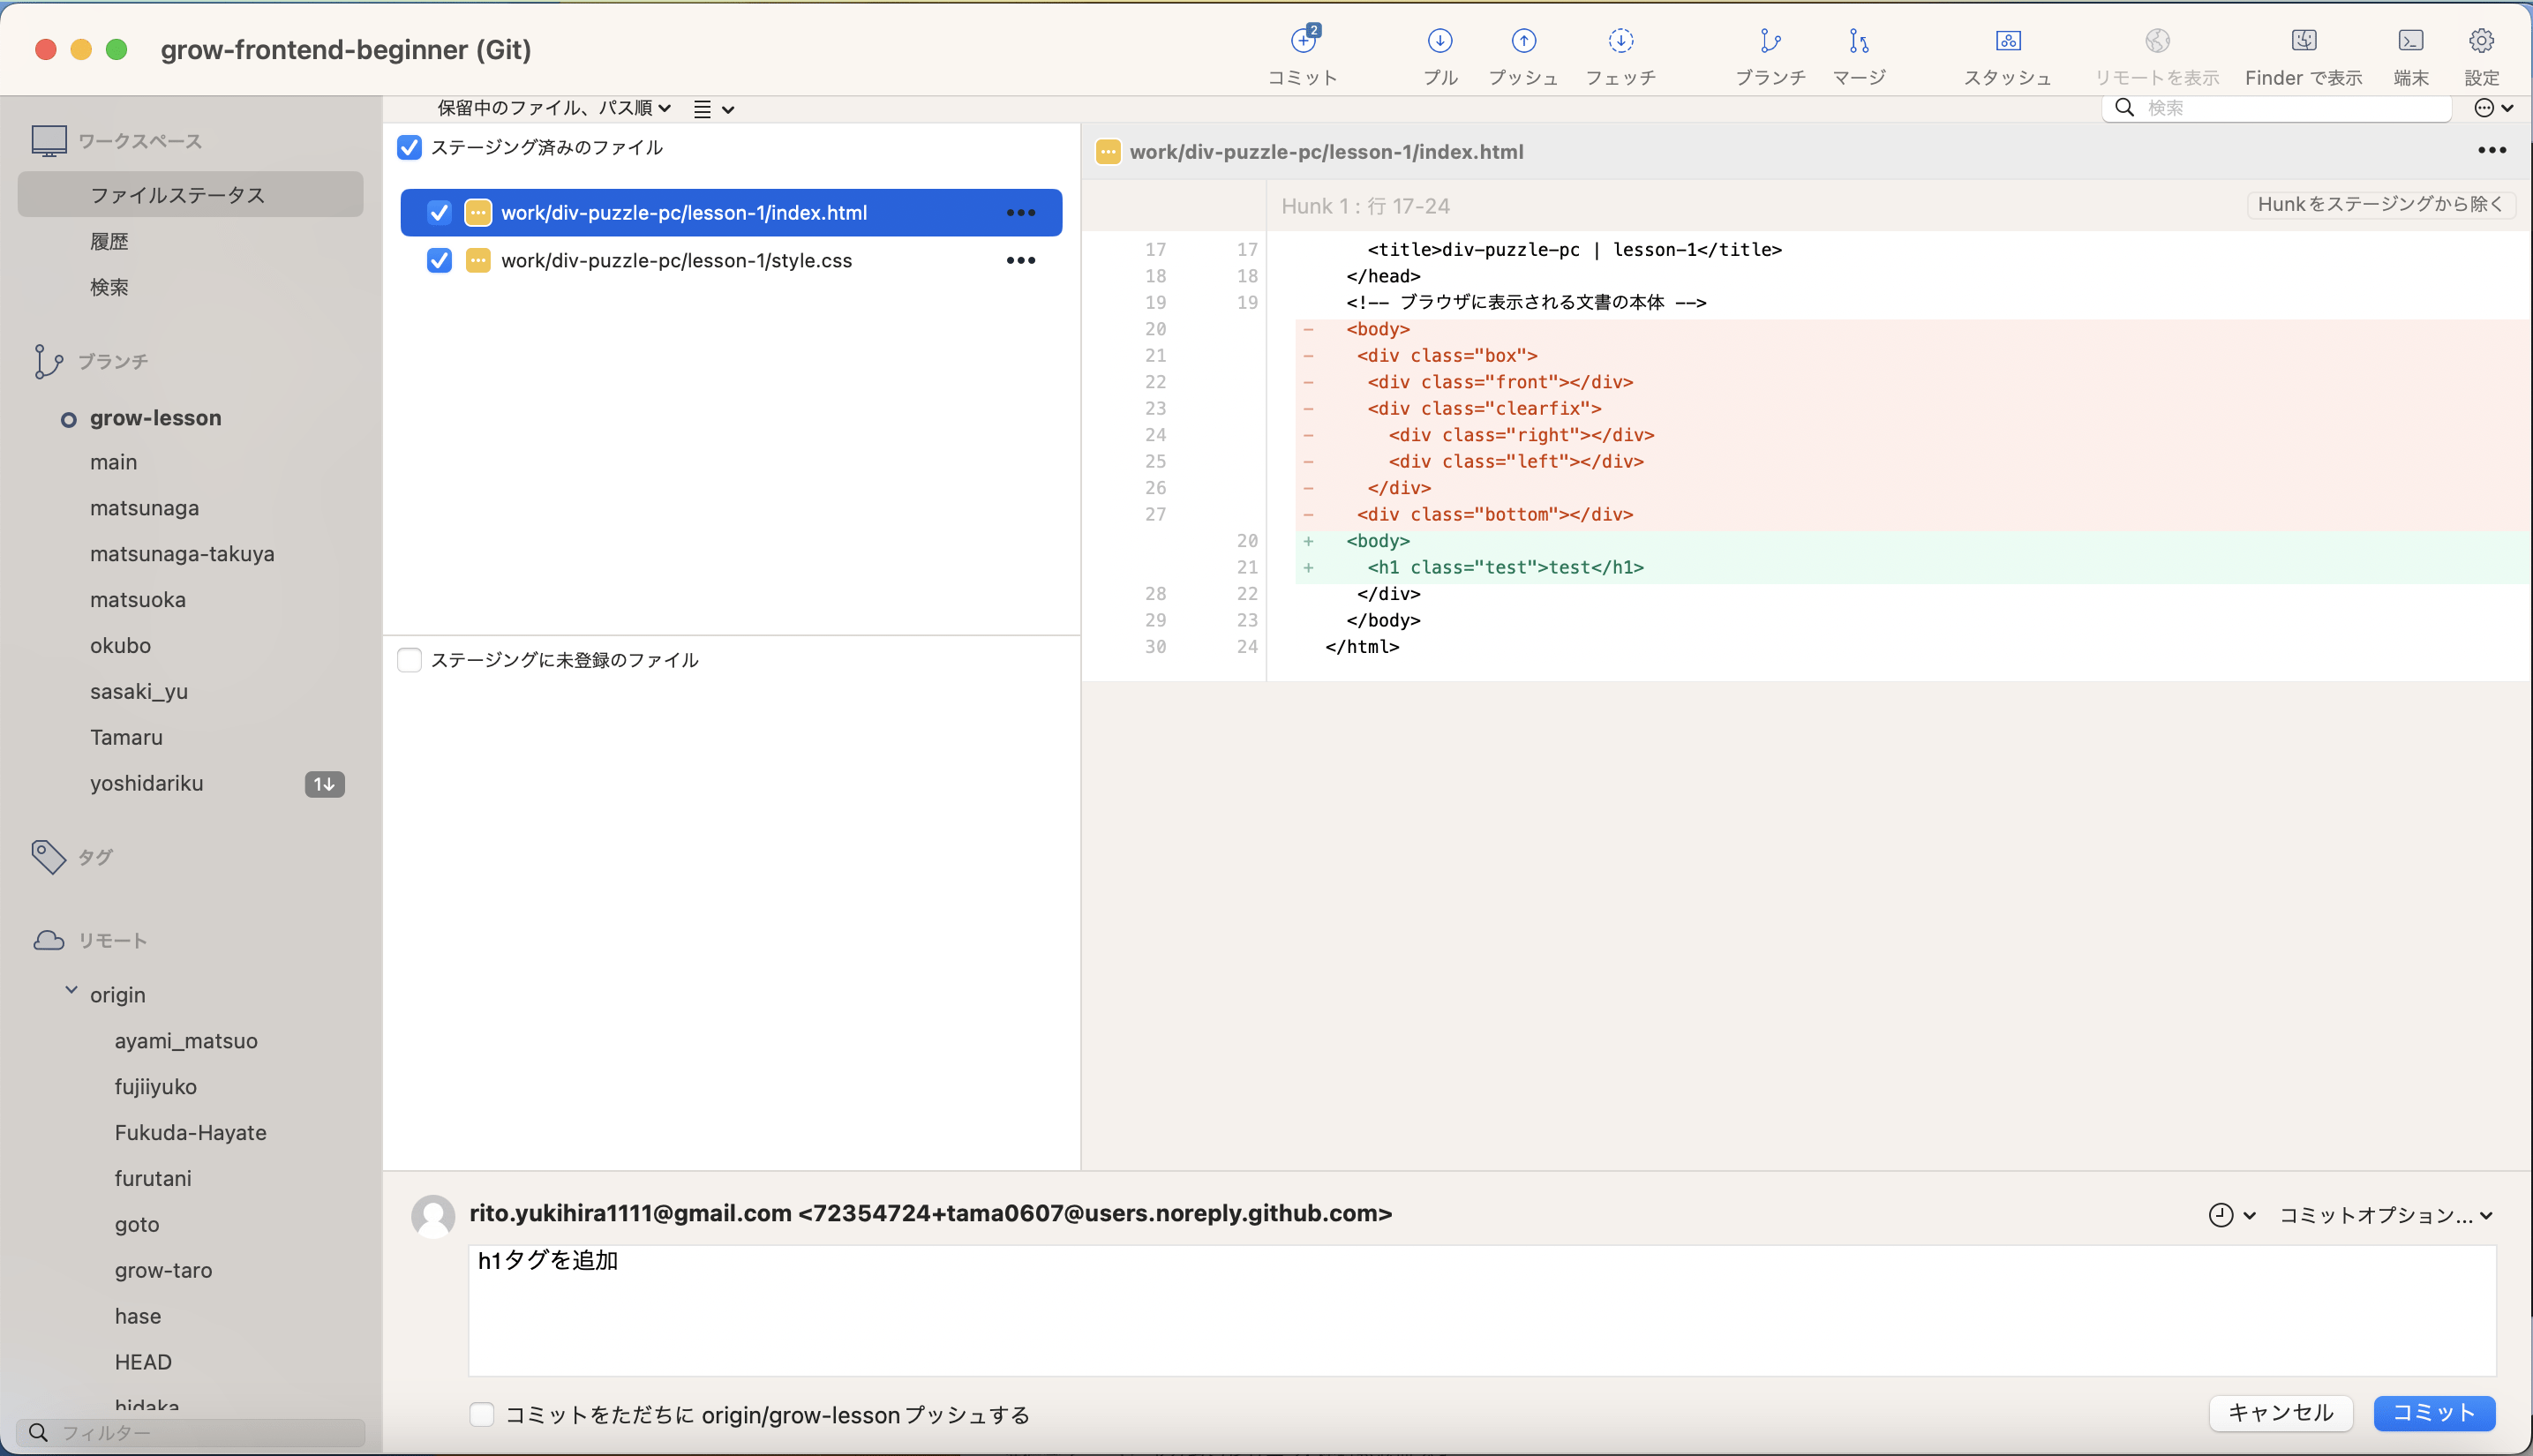 grow-frontend-beginner (Git)
2
コミット
プル
プッシュ
フェッチ
ブランチ
マージ
スタッシュ
リモートを表示
Finder で表示
端末
設定
保留中のファイル、パス順
検索
ワークスペース
ファイルステータス
履歴
検索
ブランチ
grow-lesson
main
matsunaga
matsunaga-takuya
matsuoka
okubo
sasaki_yu
Tamaru
yoshidariku
1↓
タグ
リモート
origin
ayami_matsuo
fujiiyuko
Fukuda-Hayate
furutani
goto
grow-taro
hase
HEAD
hidaka
フィルター
ステージング済みのファイル
work/div-puzzle-pc/lesson-1/index.html
work/div-puzzle-pc/lesson-1/style.css
ステージングに未登録のファイル
work/div-puzzle-pc/lesson-1/index.html
Hunk 1 : 行 17-24
Hunkをステージングから除く
17 17 <title>div-puzzle-pc | lesson-1</title>
18 18 </head>
19 19 <!-- ブラウザに表示される文書の本体 -->
20 - <body>
21 - <div class="box">
22 - <div class="front"></div>
23 - <div class="clearfix">
24 - <div class="right"></div>
25 - <div class="left"></div>
26 - </div>
27 - <div class="bottom"></div>
20 + <body>
21 + <h1 class="test">test</h1>
28 22 </div>
29 23 </body>
30 24 </html>
rito.yukihira1111@gmail.com <72354724+tama0607@users.noreply.github.com>
コミットオプション...
h1タグを追加
コミットをただちに origin/grow-lessonプッシュする
キャンセル
コミット